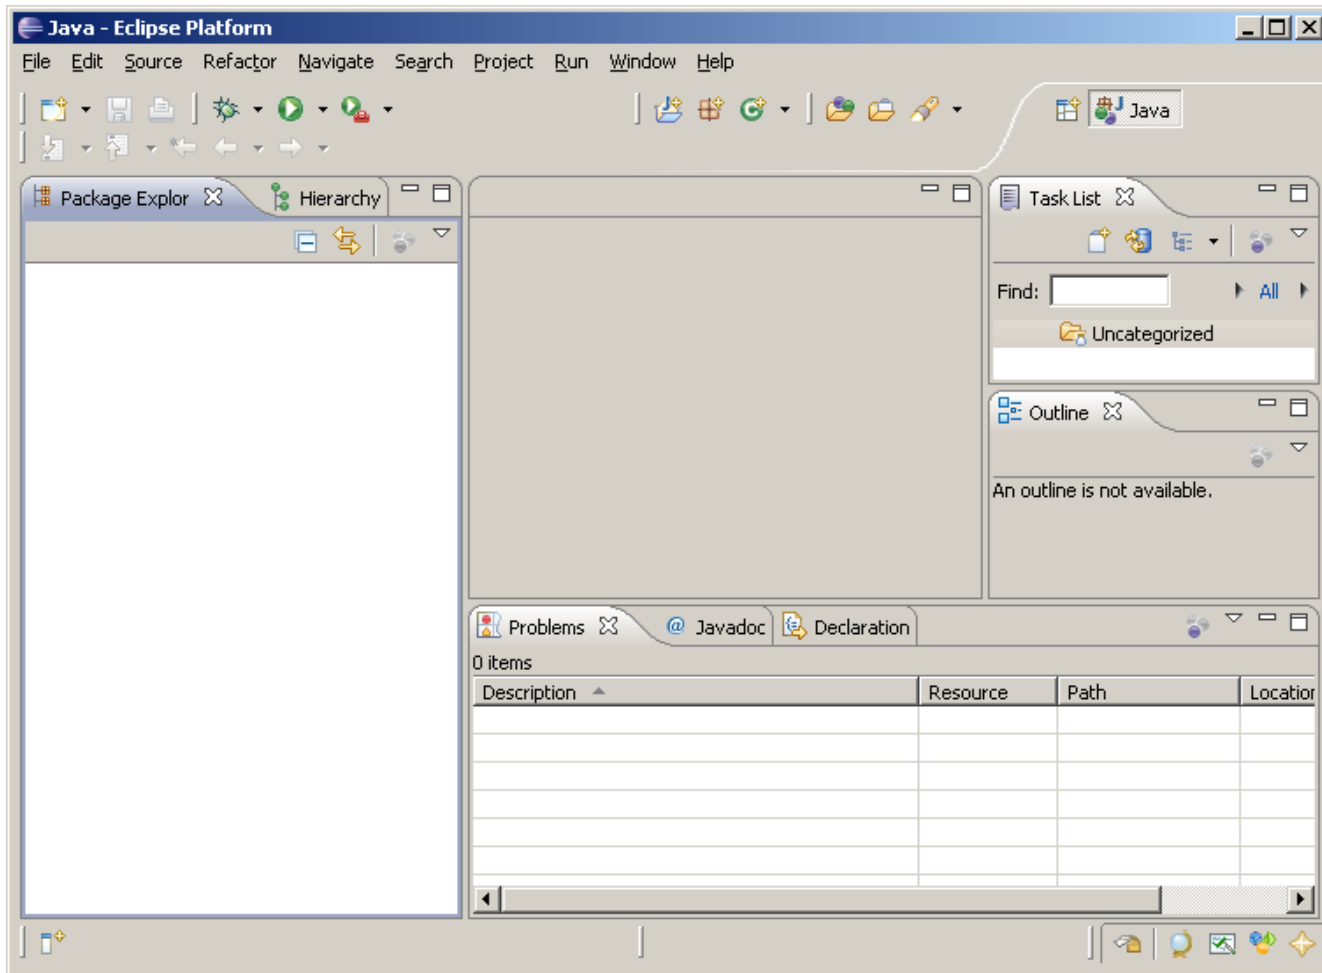 Java - Eclipse Platform
File Edit Source Refactor Navigate Search Project Run Window Help
Java
Package Explor
Hierarchy
Task List
Find:
All
Uncategorized
Outline
An outline is not available.
Problems
@ Javadoc
Declaration
0 items
Description Resource Path Location